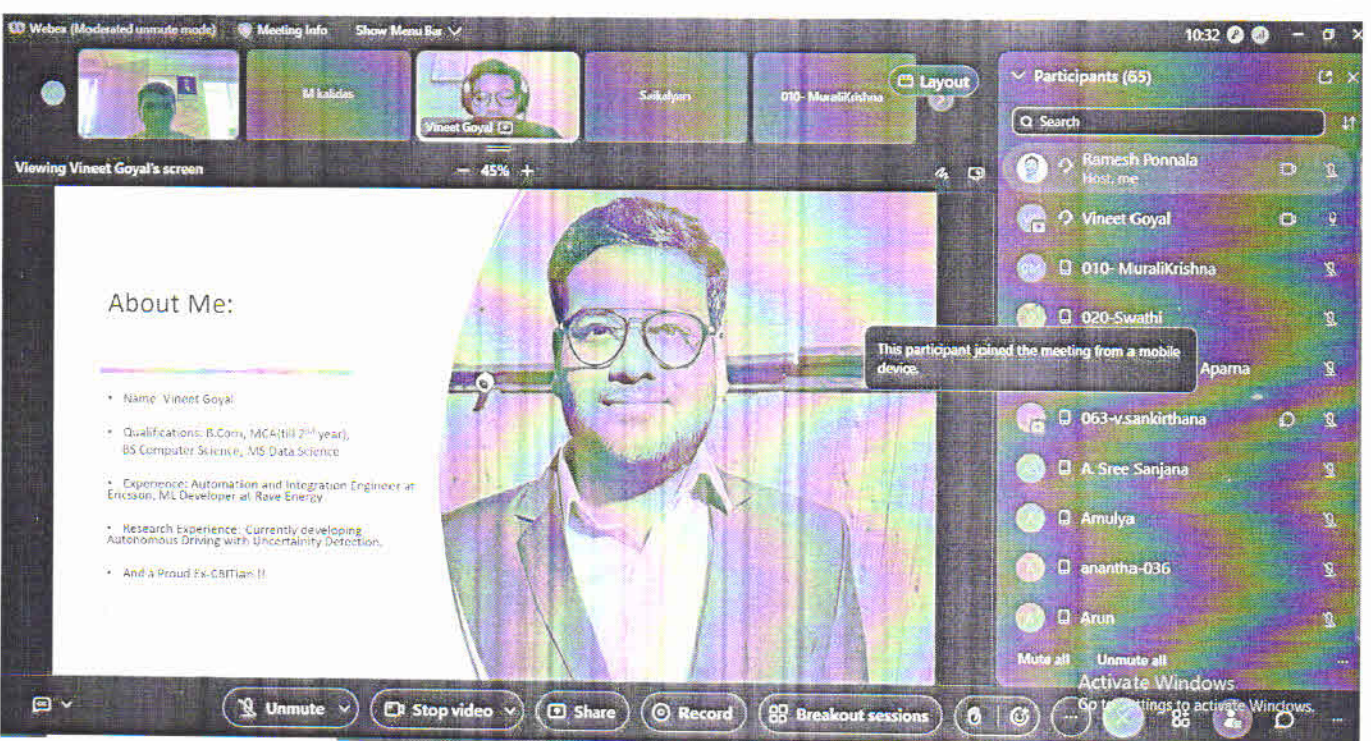 Webex (Moderated unmute mode) Meeting Info Show Menu Bar
10:32
M kalidas
Vineet Goyal
Saikalyan
010- MuraliKrishna
Layout
Viewing Vineet Goyal's screen
45%
About Me:
• Name: Vineet Goyal
• Qualifications: B.Com, MCA(till 2nd year),
BS Computer Science, MS Data Science
• Experience: Automation and Integration Engineer at
Ericsson, ML Developer at Rave Energy
• Research Experience: Currently developing
Autonomous Driving with Uncertainity Detection.
• And a Proud Ex-CBITian !!
Participants (65)
Search
Ramesh Ponnala
Host, me
Vineet Goyal
010- MuraliKrishna
020-Swathi
This participant joined the meeting from a mobile
device.
Aparna
063-v.sankirthana
A. Sree Sanjana
Amulya
anantha-036
Arun
Mute all Unmute all
Activate Windows
Go to Settings to activate Windows.
Unmute
Stop video
Share
Record
Breakout sessions